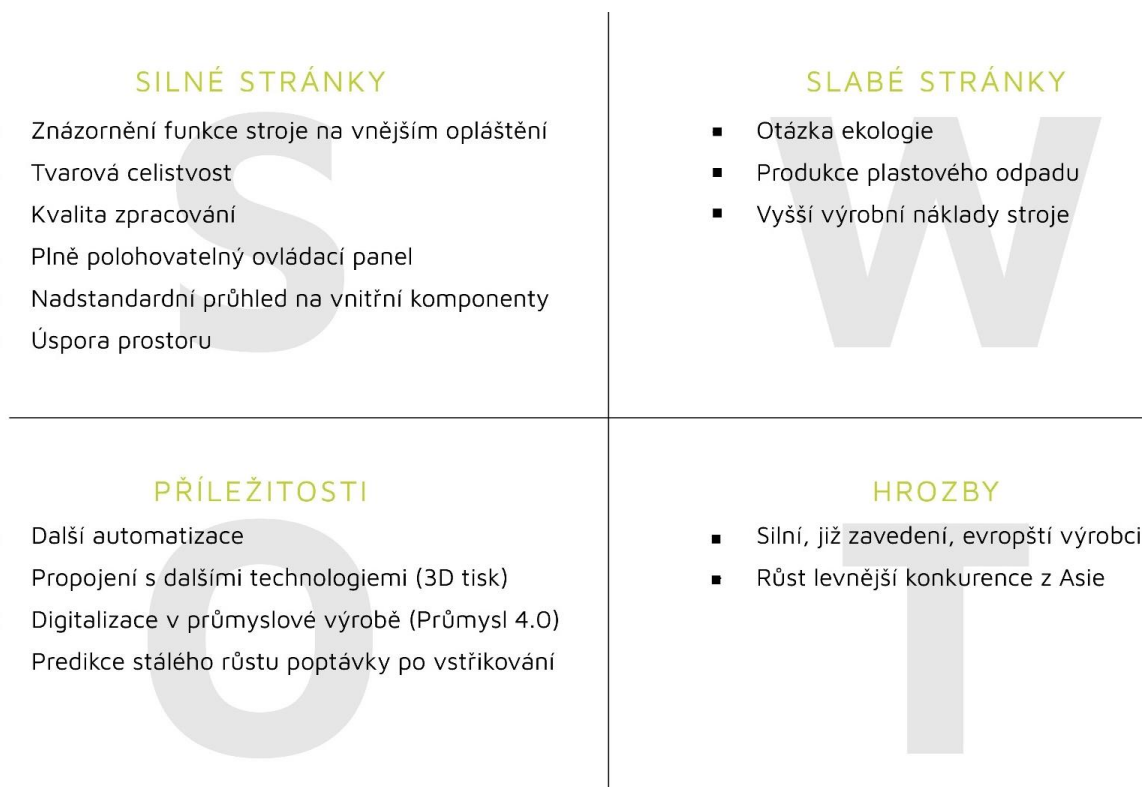 SILNÉ STRÁNKY
Znázornění funkce stroje na vnějším opláštění
Tvarová celistvost
Kvalita zpracování
Plně polohovatelný ovládací panel
Nadstandardní průhled na vnitřní komponenty
Úspora prostoru
S
SLABÉ STRÁNKY
▪ Otázka ekologie
▪ Produkce plastového odpadu
▪ Vyšší výrobní náklady stroje
W
PŘÍLEŽITOSTI
Další automatizace
Propojení s dalšími technologiemi (3D tisk)
Digitalizace v průmyslové výrobě (Průmysl 4.0)
Predikce stálého růstu poptávky po vstřikování
O
HROZBY
▪ Silní, již zavedení, evropští výrobci
▪ Růst levnější konkurence z Asie
T